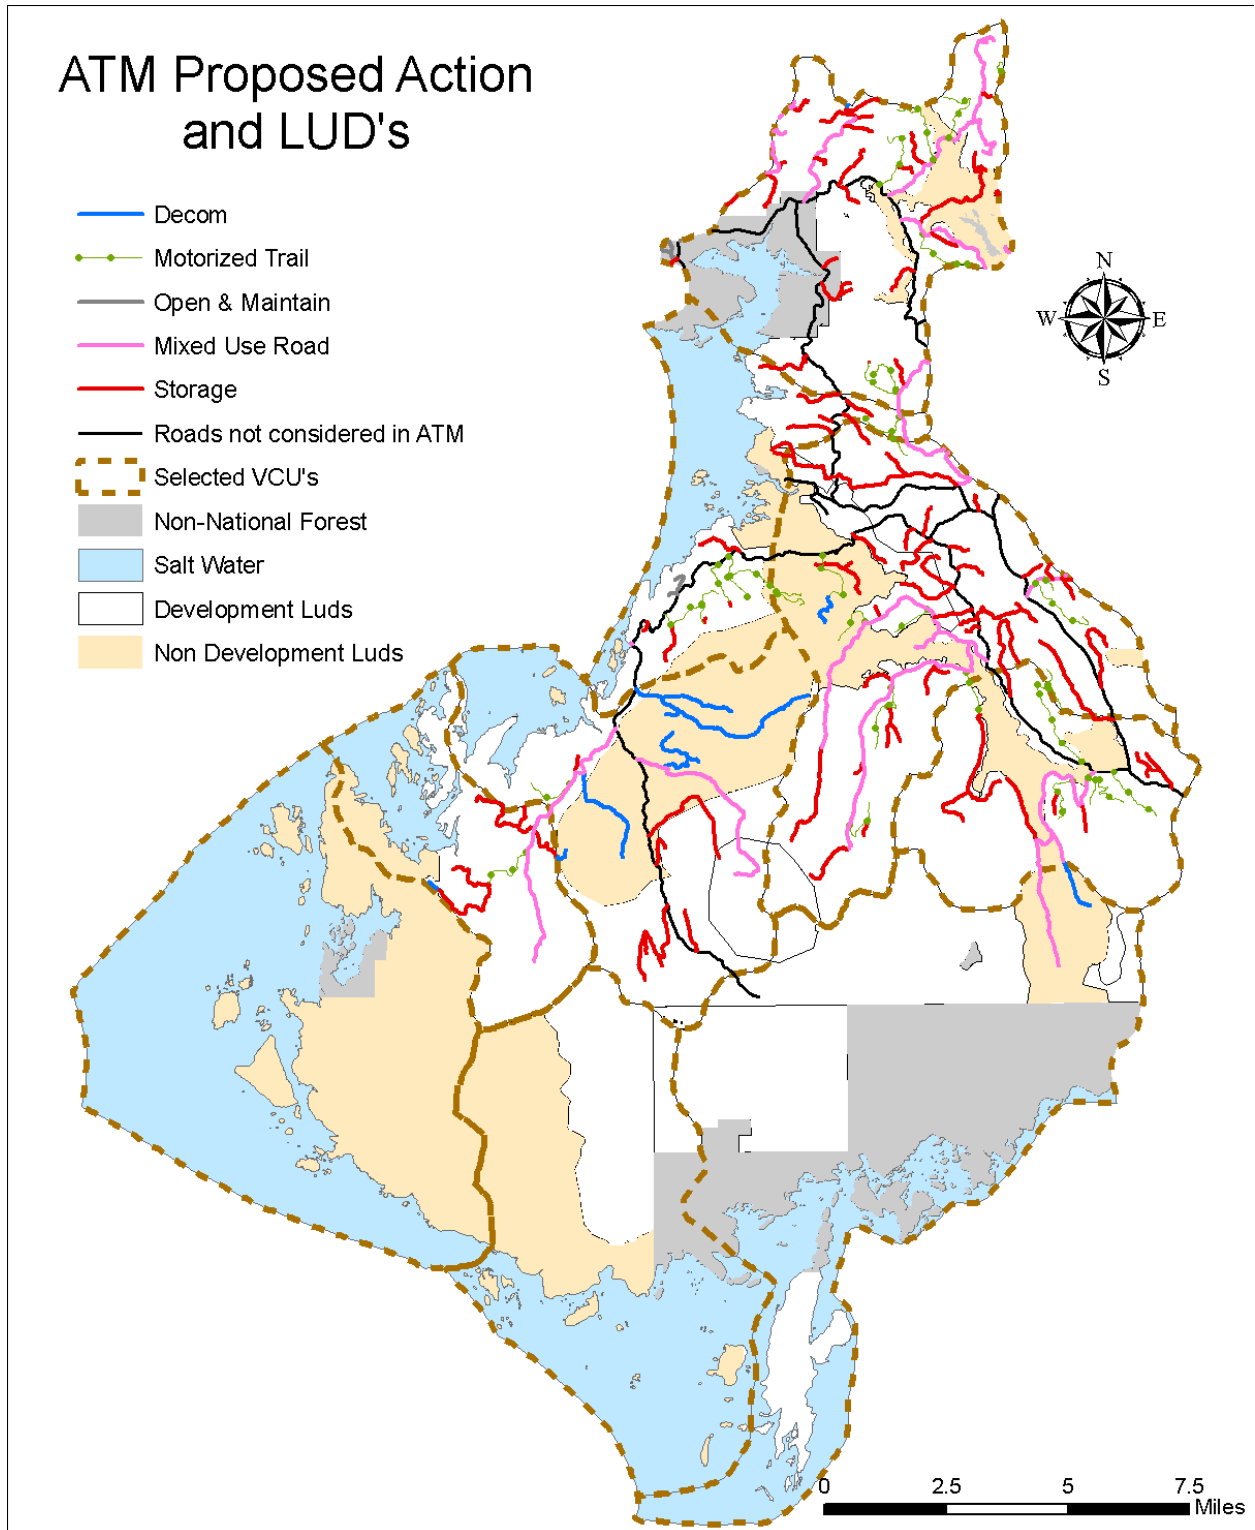 ATM Proposed Action
and LUD's
Decom
Motorized Trail
Open & Maintain
Mixed Use Road
Storage
Roads not considered in ATM
Selected VCU's
Non-National Forest
Salt Water
Development Luds
Non Development Luds
N
W E
S
0 2.5 5 7.5
Miles